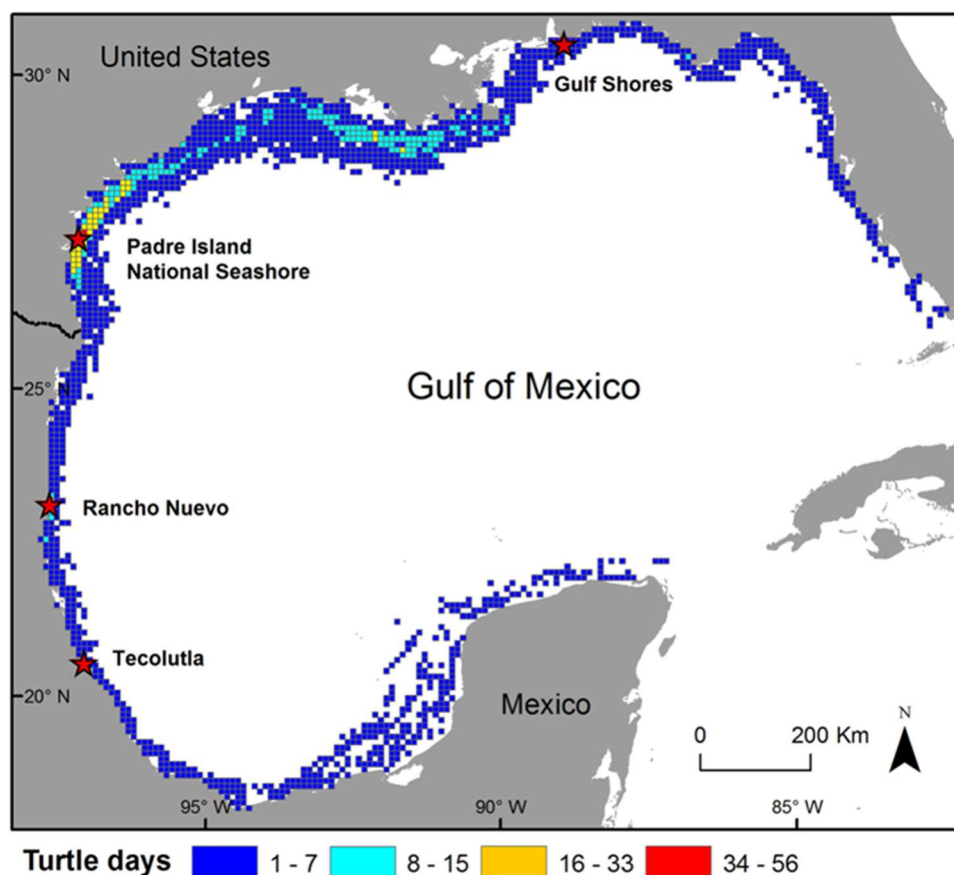 United States
30° N
Gulf Shores
Padre Island
National Seashore
25° N
Gulf of Mexico
Rancho Nuevo
Tecolutla
20° N
Mexico
N
0 200 Km
95° W 90° W 85° W
Turtle days 1 - 7 8 - 15 16 - 33 34 - 56